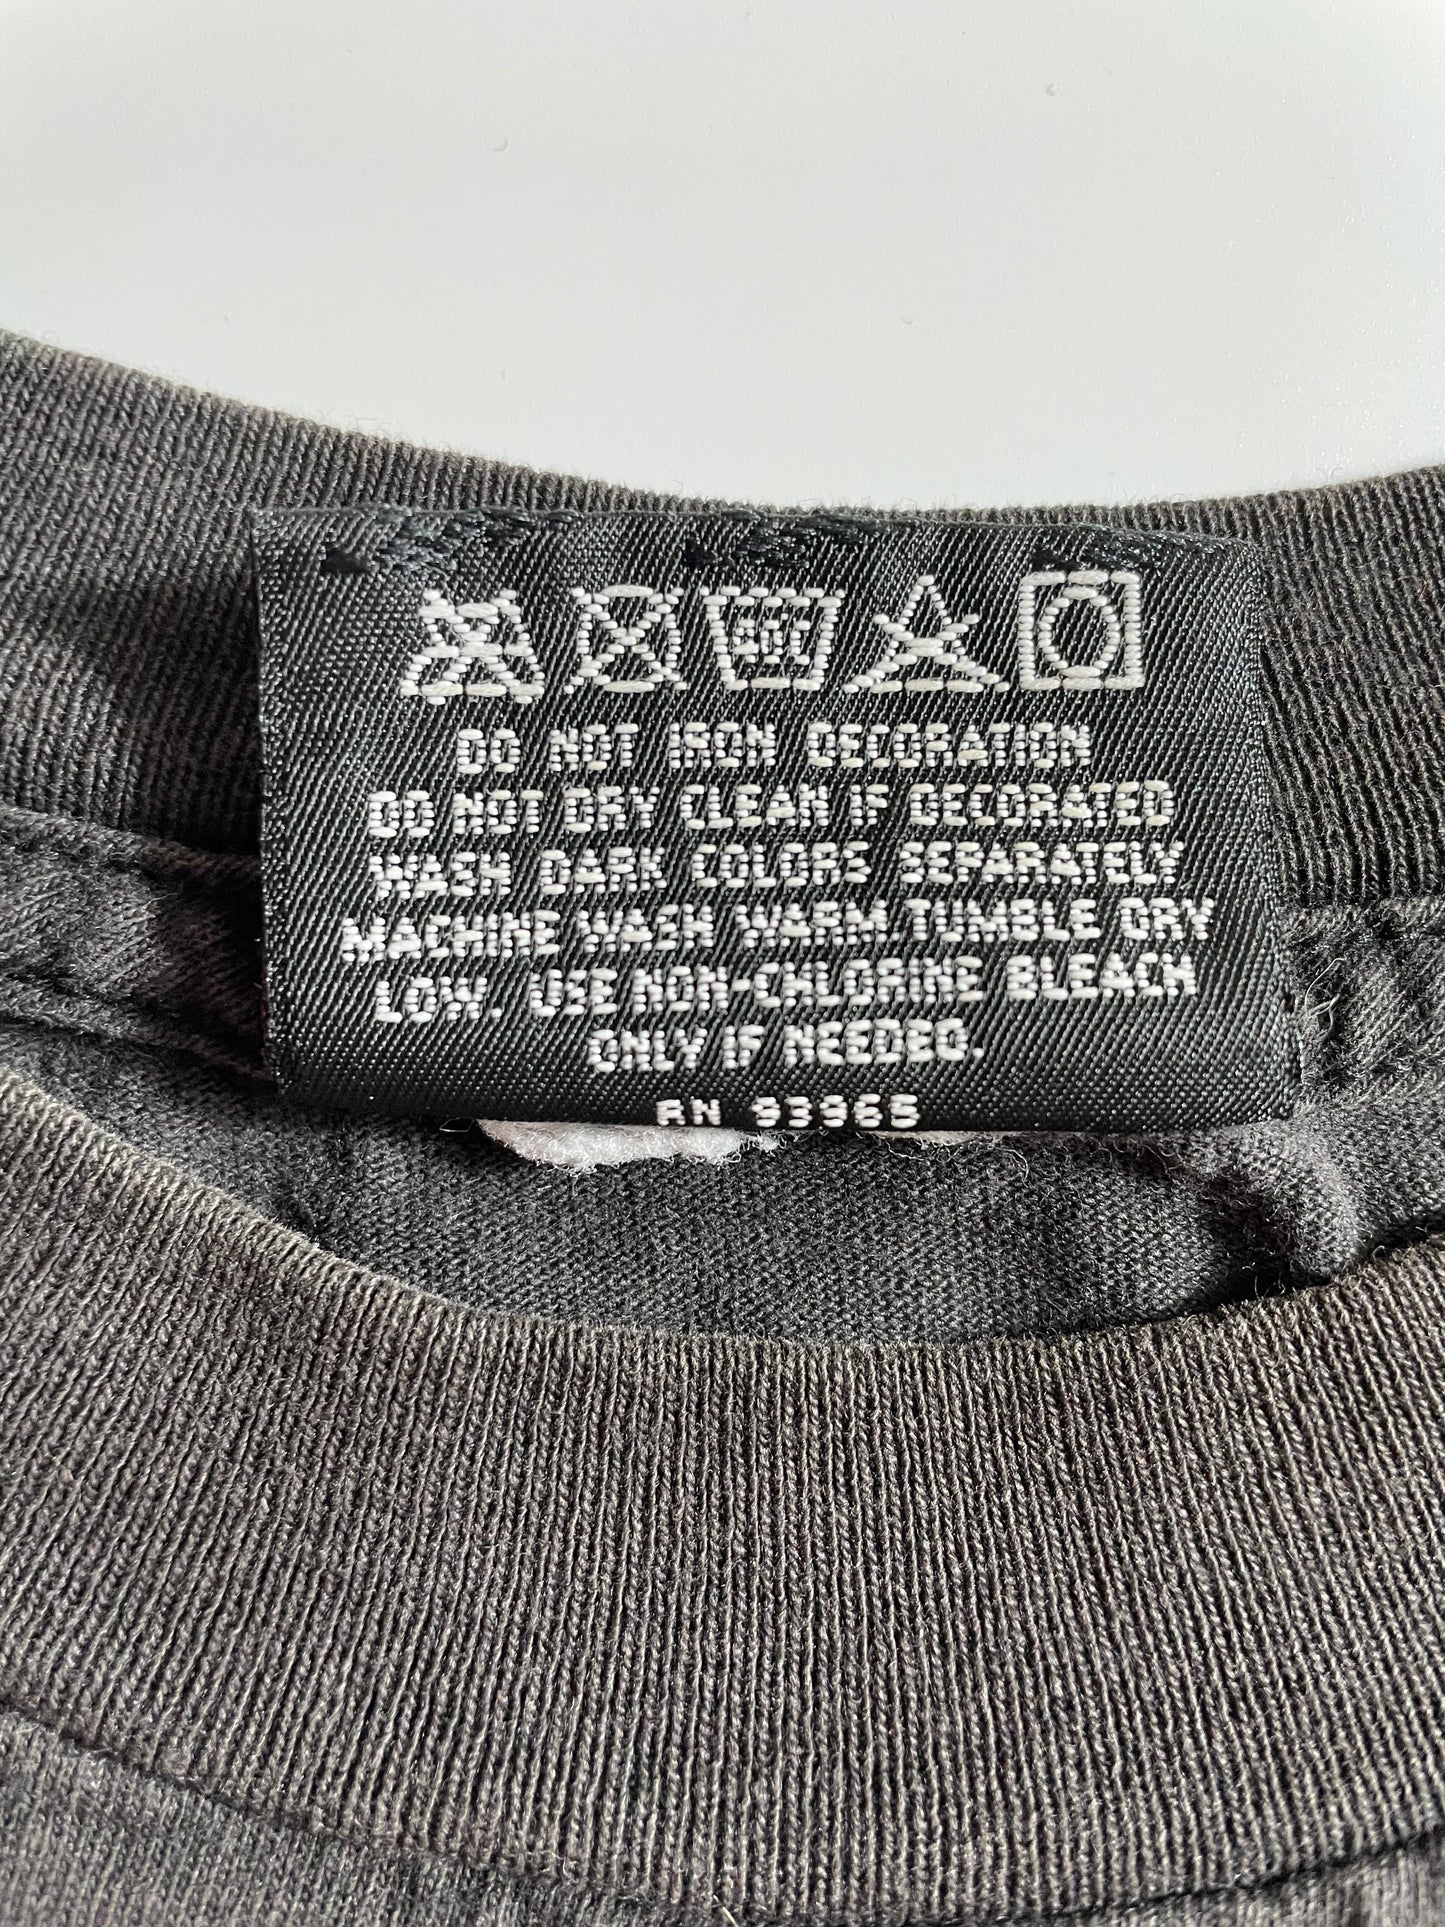 DO NOT IRON DECORATION
DO NOT DRY CLEAN IF DECORATED
WASH DARK COLORS SEPARATELY
MACHINE WASH WARM TUMBLE DRY
LOW. USE NON-CHLORINE BLEACH
ONLY IF NEEDED.
RN 93965